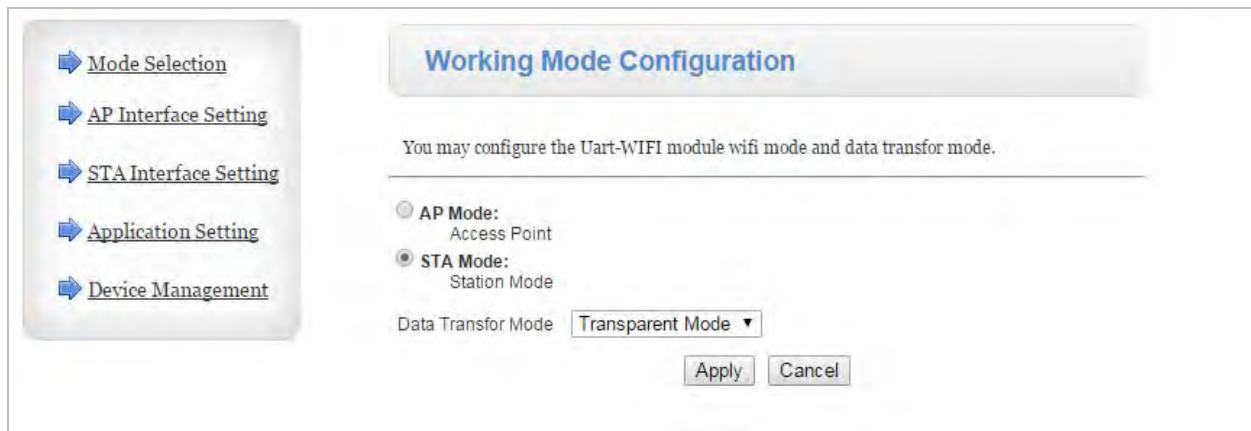 Mode Selection
AP Interface Setting
STA Interface Setting
Application Setting
Device Management
Working Mode Configuration
You may configure the Uart-WIFI module wifi mode and data transfor mode.
AP Mode:
Access Point
STA Mode:
Station Mode
Data Transfor Mode Transparent Mode
Apply Cancel